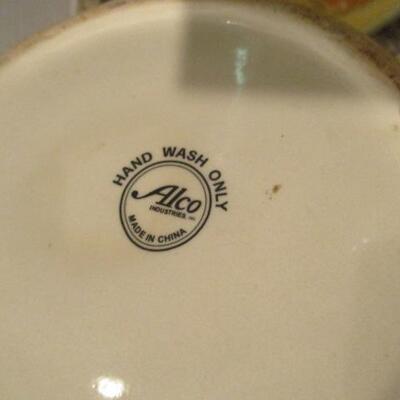 HAND WASH ONLY
Alco
INDUSTRIES, INC.
MADE IN CHINA